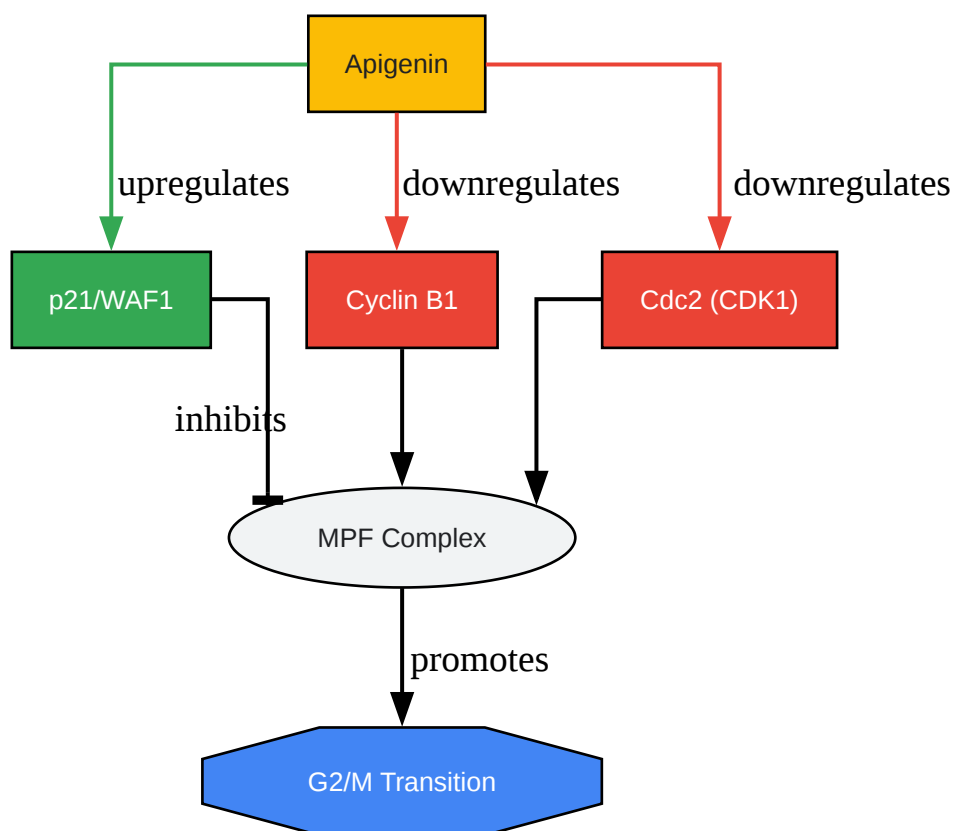 Apigenin
upregulates
downregulates
downregulates
p21/WAF1
Cyclin B1
Cdc2 (CDK1)
inhibits
MPF Complex
promotes
G2/M Transition